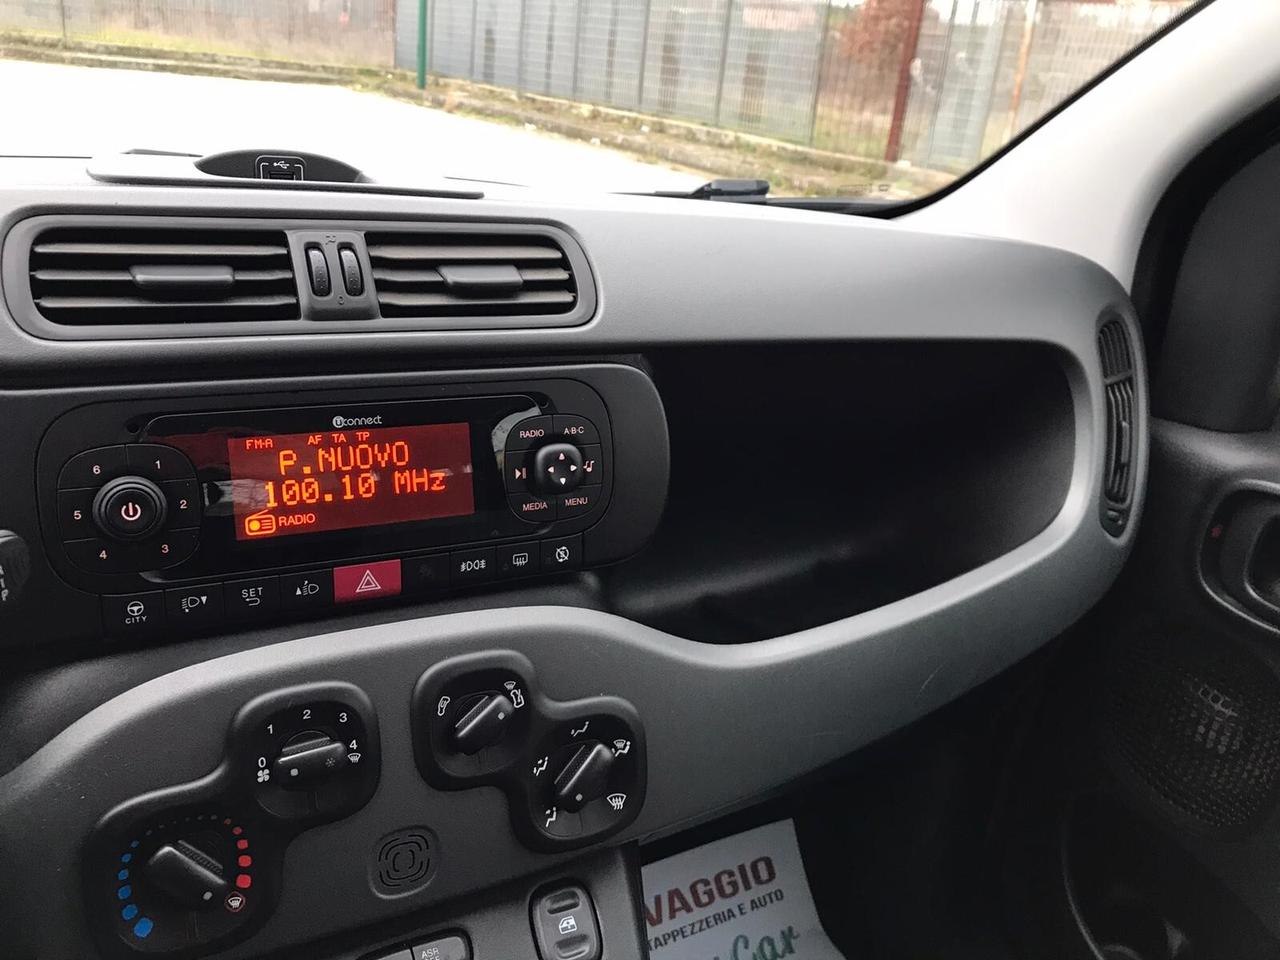 Uconnect
FM-A AF TA TP
P.NUOVO
100.10 MHz
RADIO
6 1
5 2
4 3
RADIO A·B·C
MEDIA MENU
CITY
SET
0 1 2 3 4
ASR
VAGGIO
TAPPEZZERIA E AUTO
Car